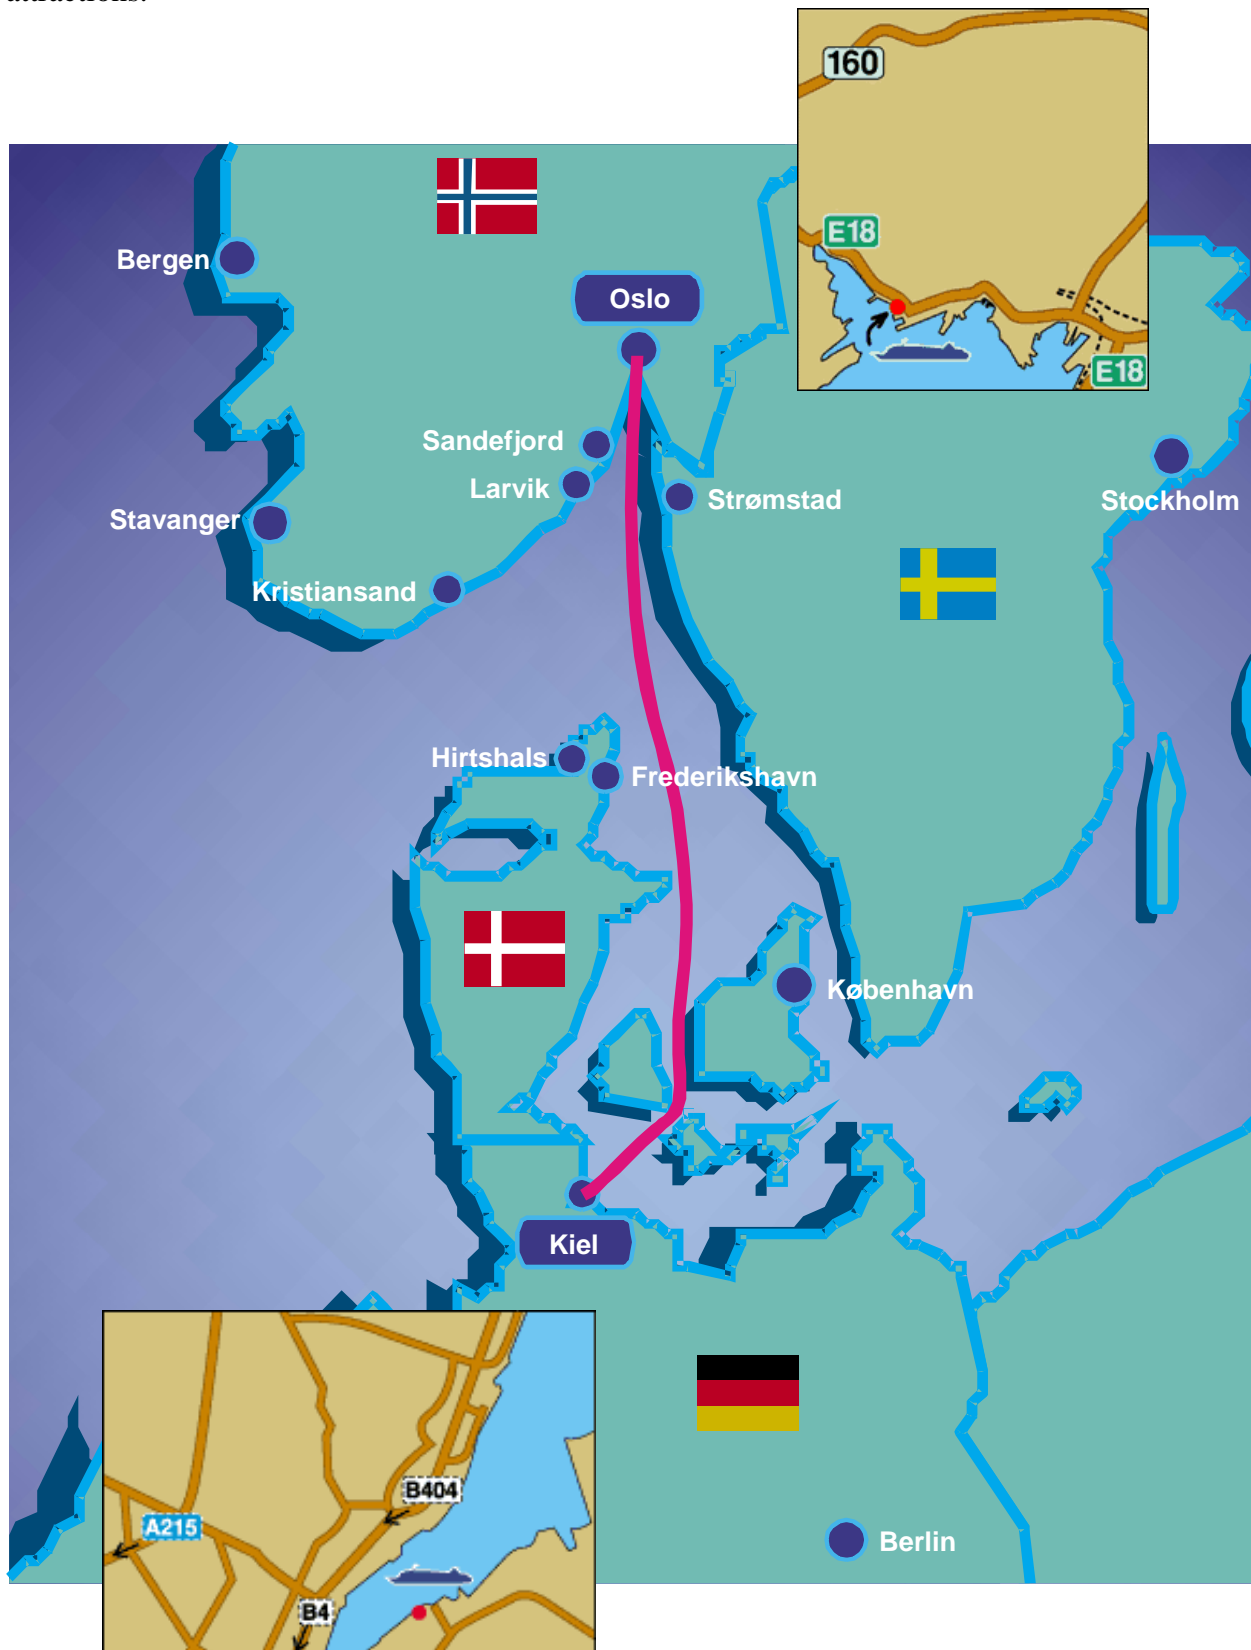 attractions.
160
E18
E18
Bergen
Oslo
Sandefjord
Larvik
Strømstad
Stockholm
Stavanger
Kristiansand
Hirtshals
Frederikshavn
København
Kiel
B404
A215
Berlin
B4